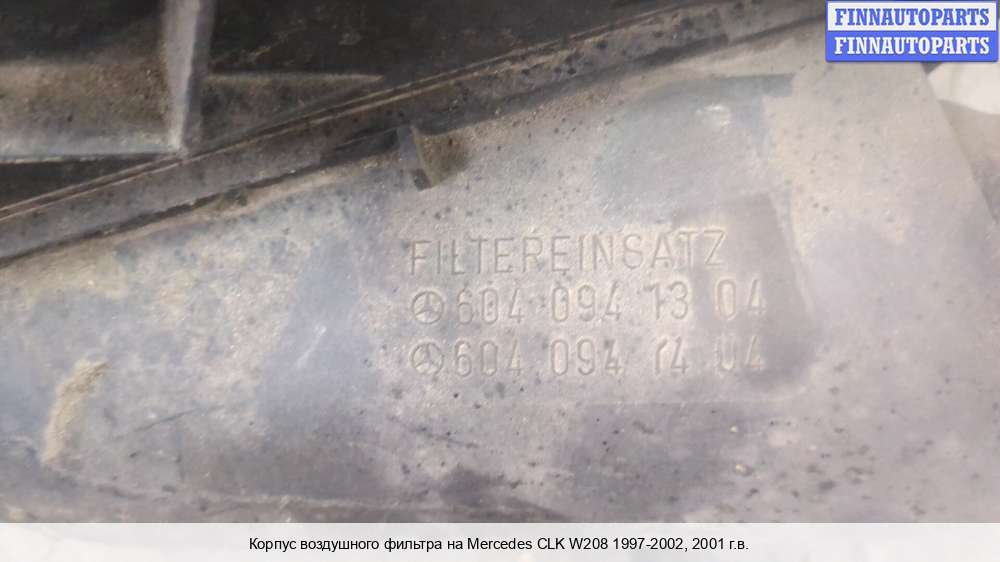 FINNAUTOPARTS
FINNAUTOPARTS
FILTEREINSATZ
604 094 13 04
604 094 14 04
Корпус воздушного фильтра на Mercedes CLK W208 1997-2002, 2001 г.в.